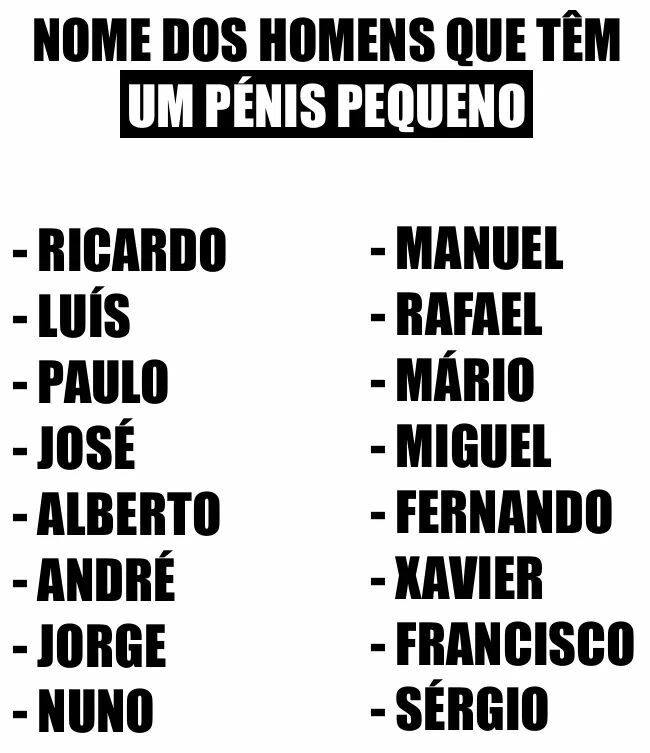 NOME DOS HOMENS QUE TÊM
UM PÉNIS PEQUENO
- RICARDO
- LUÍS
- PAULO
- JOSÉ
- ALBERTO
- ANDRÉ
- JORGE
- NUNO
- MANUEL
- RAFAEL
- MÁRIO
- MIGUEL
- FERNANDO
- XAVIER
- FRANCISCO
- SÉRGIO